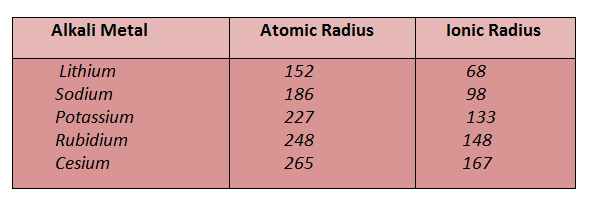 Alkali Metal Atomic Radius Ionic Radius
Lithium 152 68
Sodium 186 98
Potassium 227 133
Rubidium 248 148
Cesium 265 167